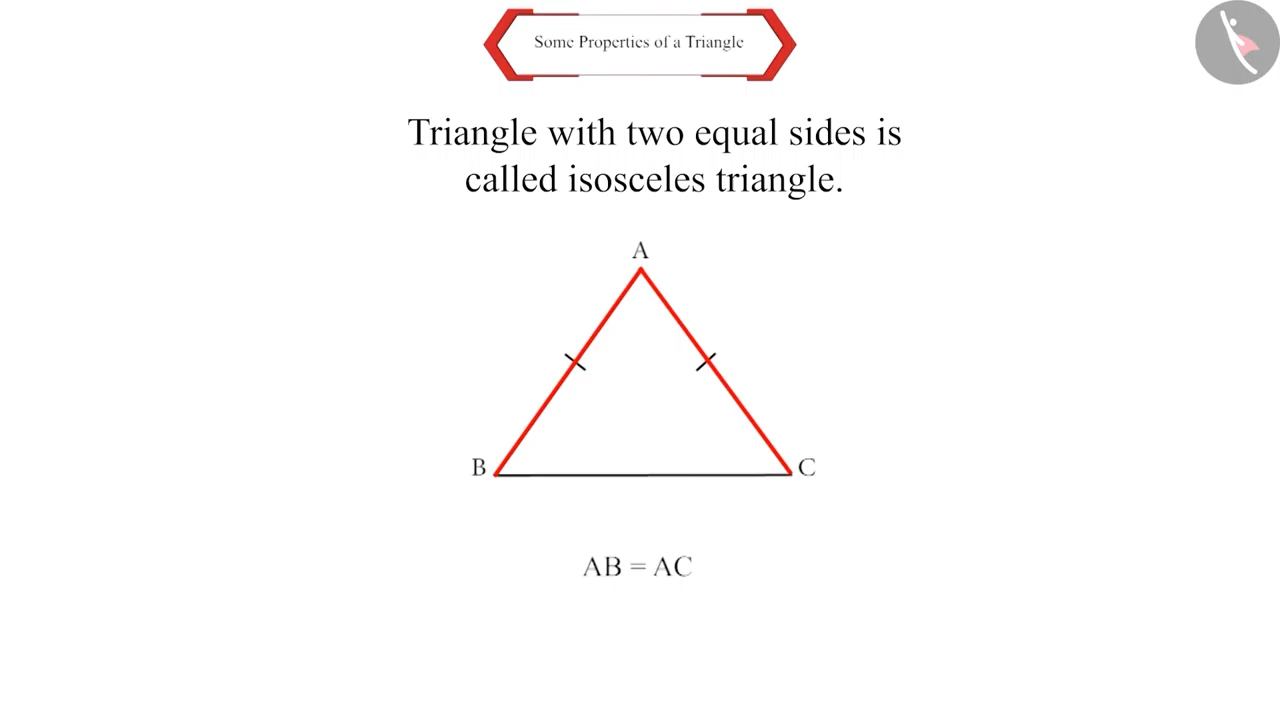 Some Properties of a Triangle
Triangle with two equal sides is
called isosceles triangle.
A
B
C
AB = AC